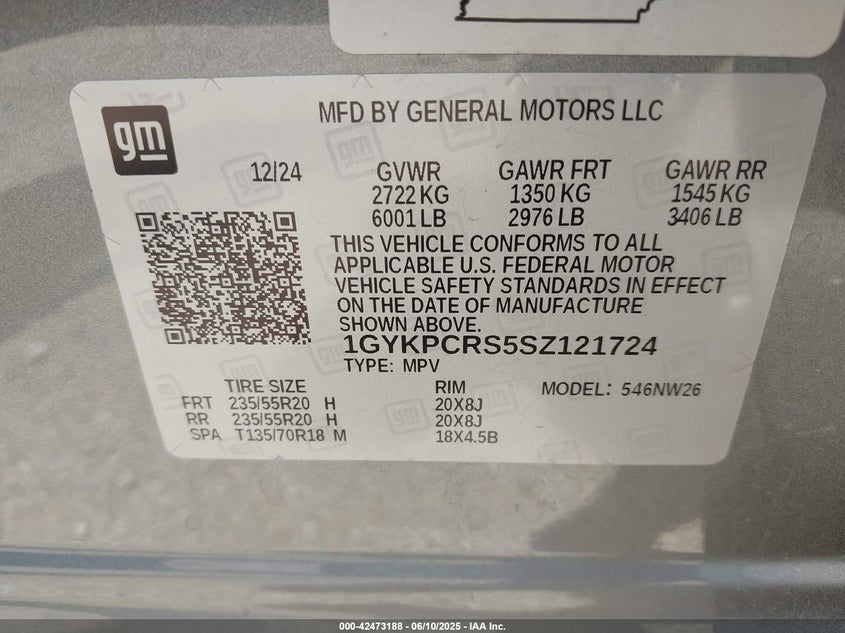 gm
MFD BY GENERAL MOTORS LLC
12/24
GVWR GAWR FRT GAWR RR
2722 KG 1350 KG 1545 KG
6001 LB 2976 LB 3406 LB
THIS VEHICLE CONFORMS TO ALL
APPLICABLE U.S. FEDERAL MOTOR
VEHICLE SAFETY STANDARDS IN EFFECT
ON THE DATE OF MANUFACTURE
SHOWN ABOVE.
1GYKPCRS5SZ121724
TYPE: MPV
TIRE SIZE RIM MODEL: 546NW26
FRT 235/55R20 H 20X8J
RR 235/55R20 H 20X8J
SPA T135/70R18 M 18X4.5B
000-42473188 - 06/10/2025 - IAA Inc.